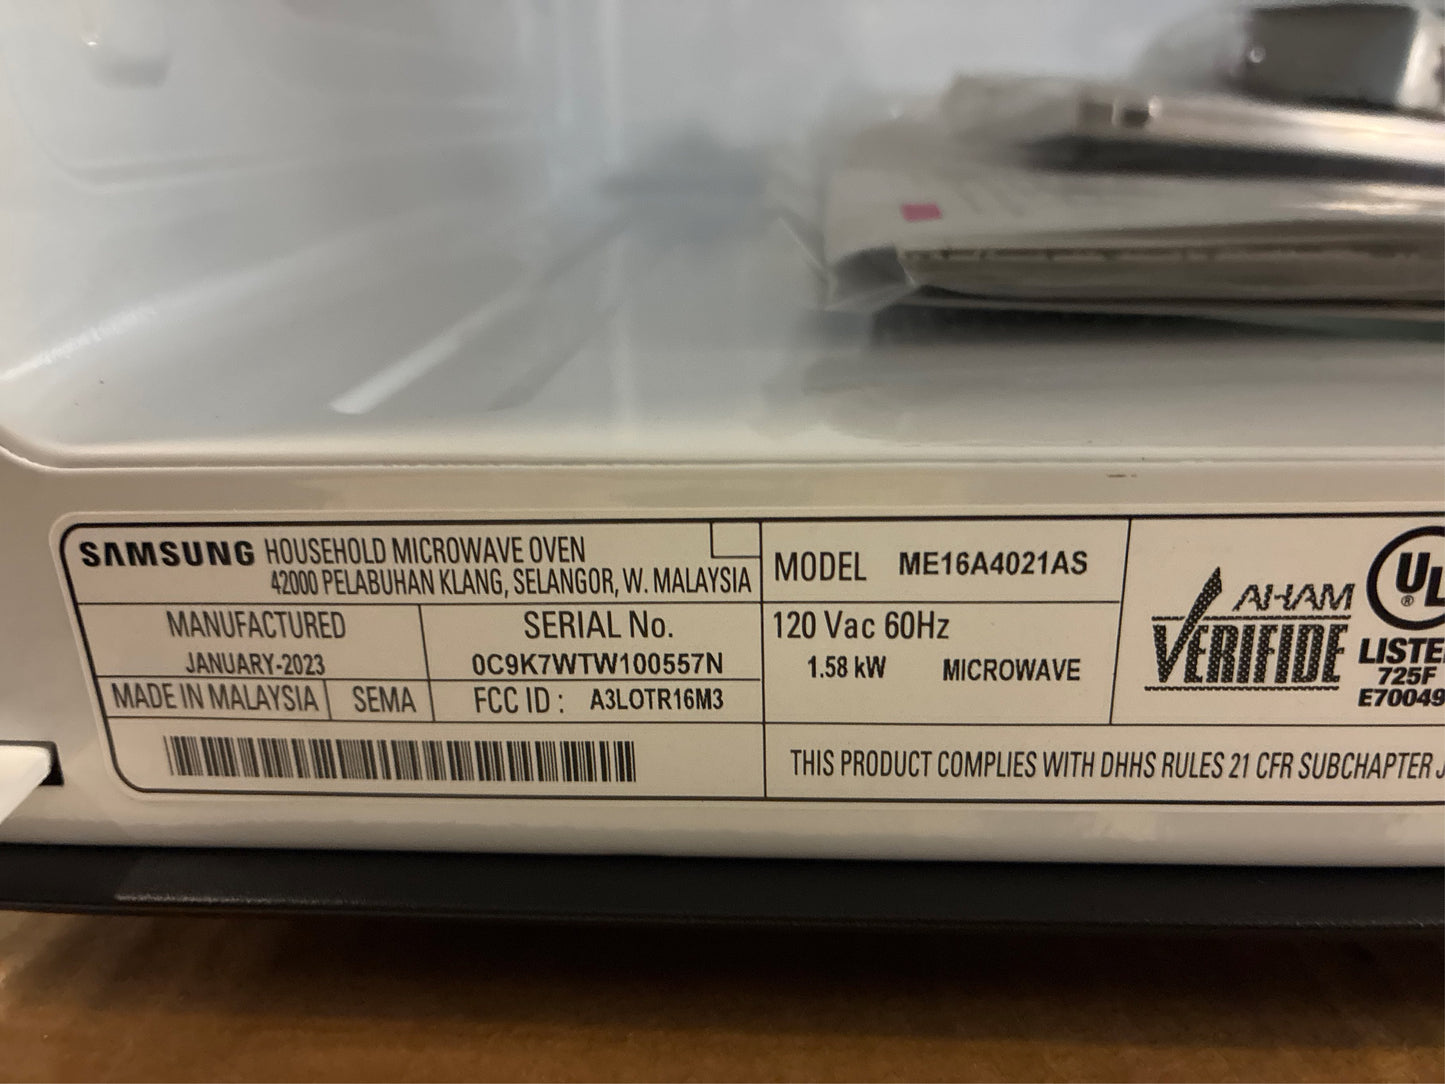 SAMSUNG HOUSEHOLD MICROWAVE OVEN
42000 PELABUHAN KLANG, SELANGOR, W. MALAYSIA
MANUFACTURED
JANUARY-2023
SERIAL No.
0C9K7WTW100557N
MADE IN MALAYSIA
SEMA
FCC ID : A3LOTR16M3
MODEL ME16A4021AS
120 Vac 60Hz
1.58 kW MICROWAVE
AHAM
VERIFIDE
UL
®
LISTE
725F
E70049
THIS PRODUCT COMPLIES WITH DHHS RULES 21 CFR SUBCHAPTER J